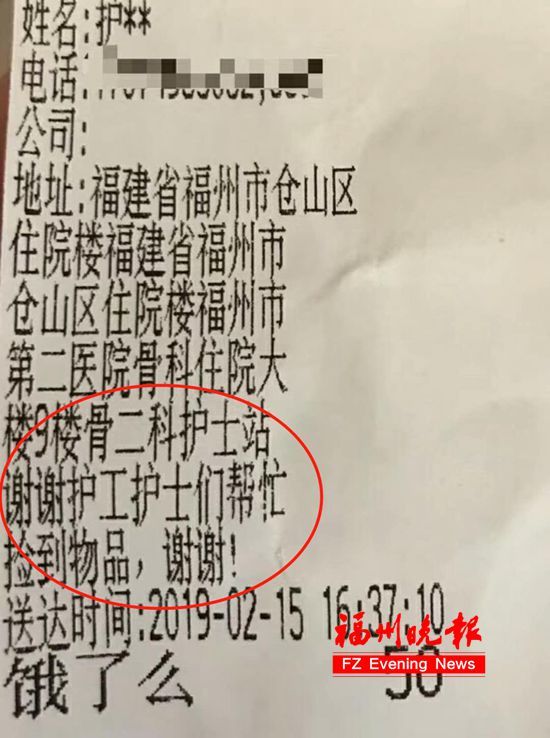 姓名:护**
电话:
公司:
地址:福建省福州市仓山区
住院楼福建省福州市
仓山区住院楼福州市
第二医院骨科住院大
楼9楼骨二科护士站
谢谢护工护士们帮忙
捡到物品，谢谢!
送达时间:2019-02-15 16:37:10
福州晚报
FZ Evening News
饿了么 50